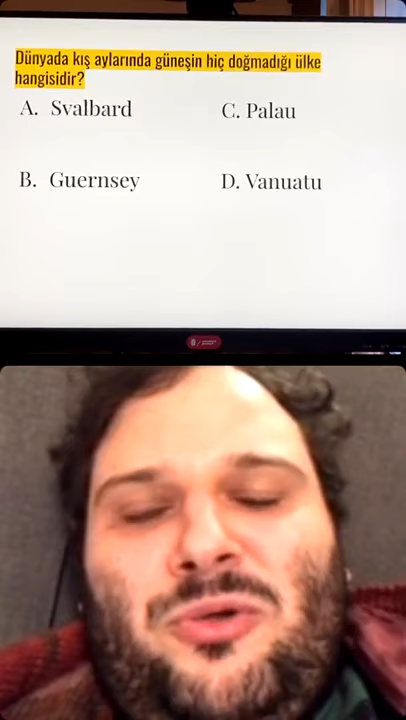 Dünyada kış aylarında güneşin hiç doğmadığı ülke
hangisidir?
A. Svalbard
C. Palau
B. Guernsey
D. Vanuatu